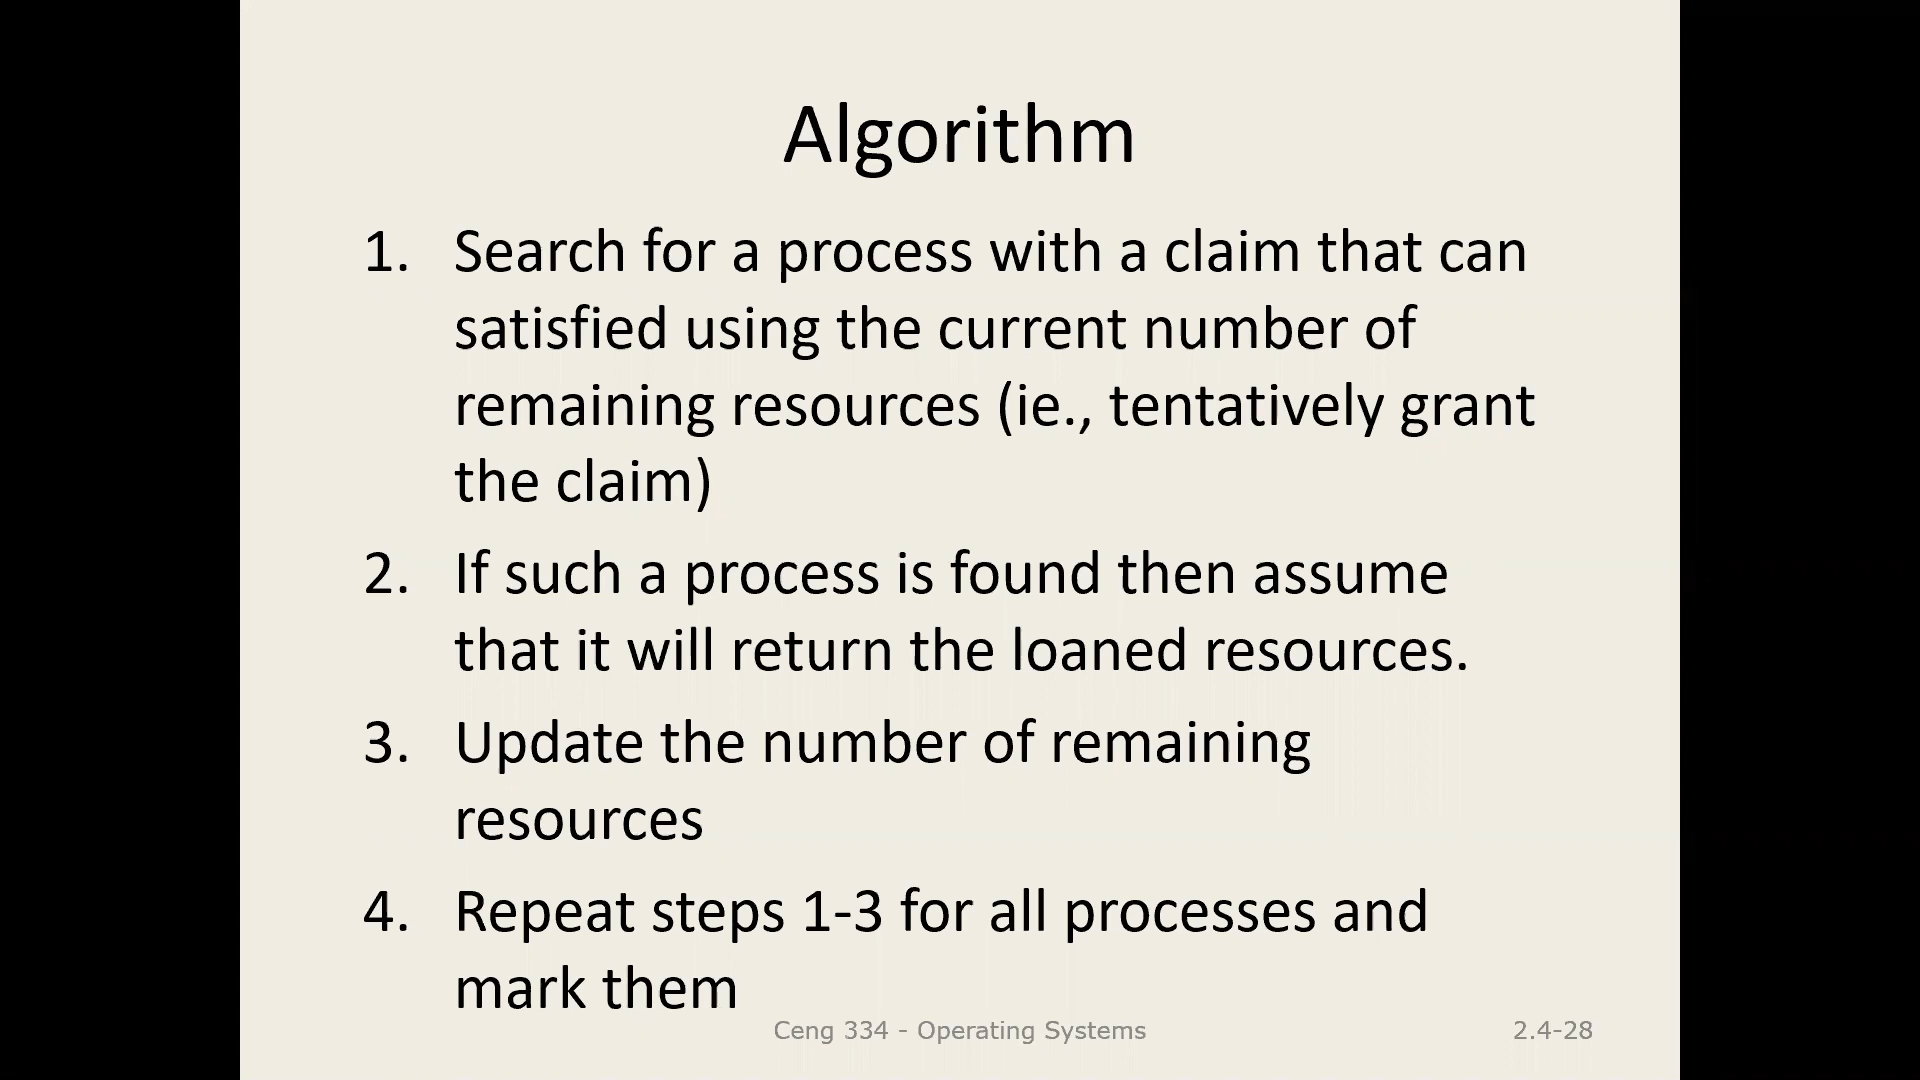 Algorithm
1. Search for a process with a claim that can
satisfied using the current number of
remaining resources (ie., tentatively grant
the claim)
2. If such a process is found then assume
that it will return the loaned resources.
3. Update the number of remaining
resources
4. Repeat steps 1-3 for all processes and
mark them
Ceng 334 - Operating Systems
2.4-28